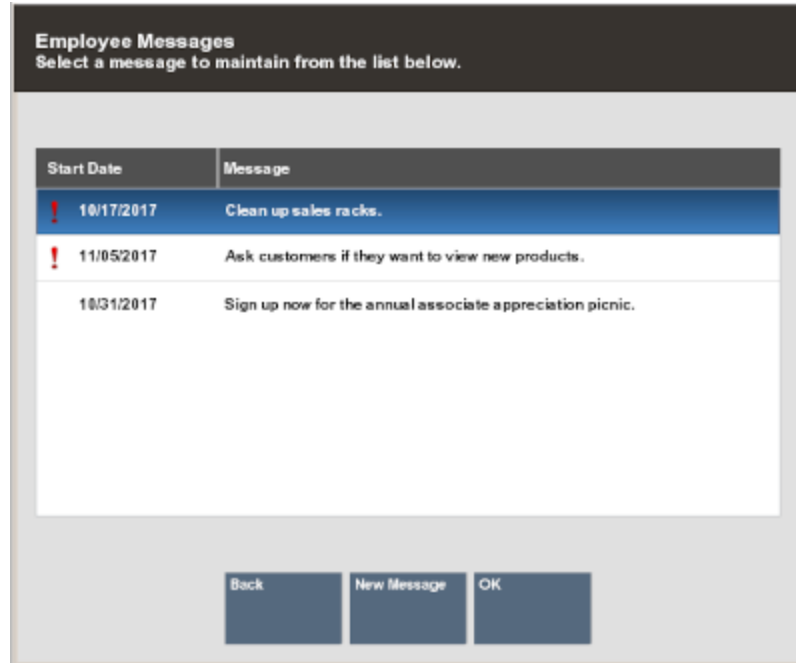 Employee Messages
Select a message to maintain from the list below.
Start Date Message
! 10/17/2017 Clean up sales racks.
! 11/05/2017 Ask customers if they want to view new products.
10/31/2017 Sign up now for the annual associate appreciation picnic.
Back New Message OK